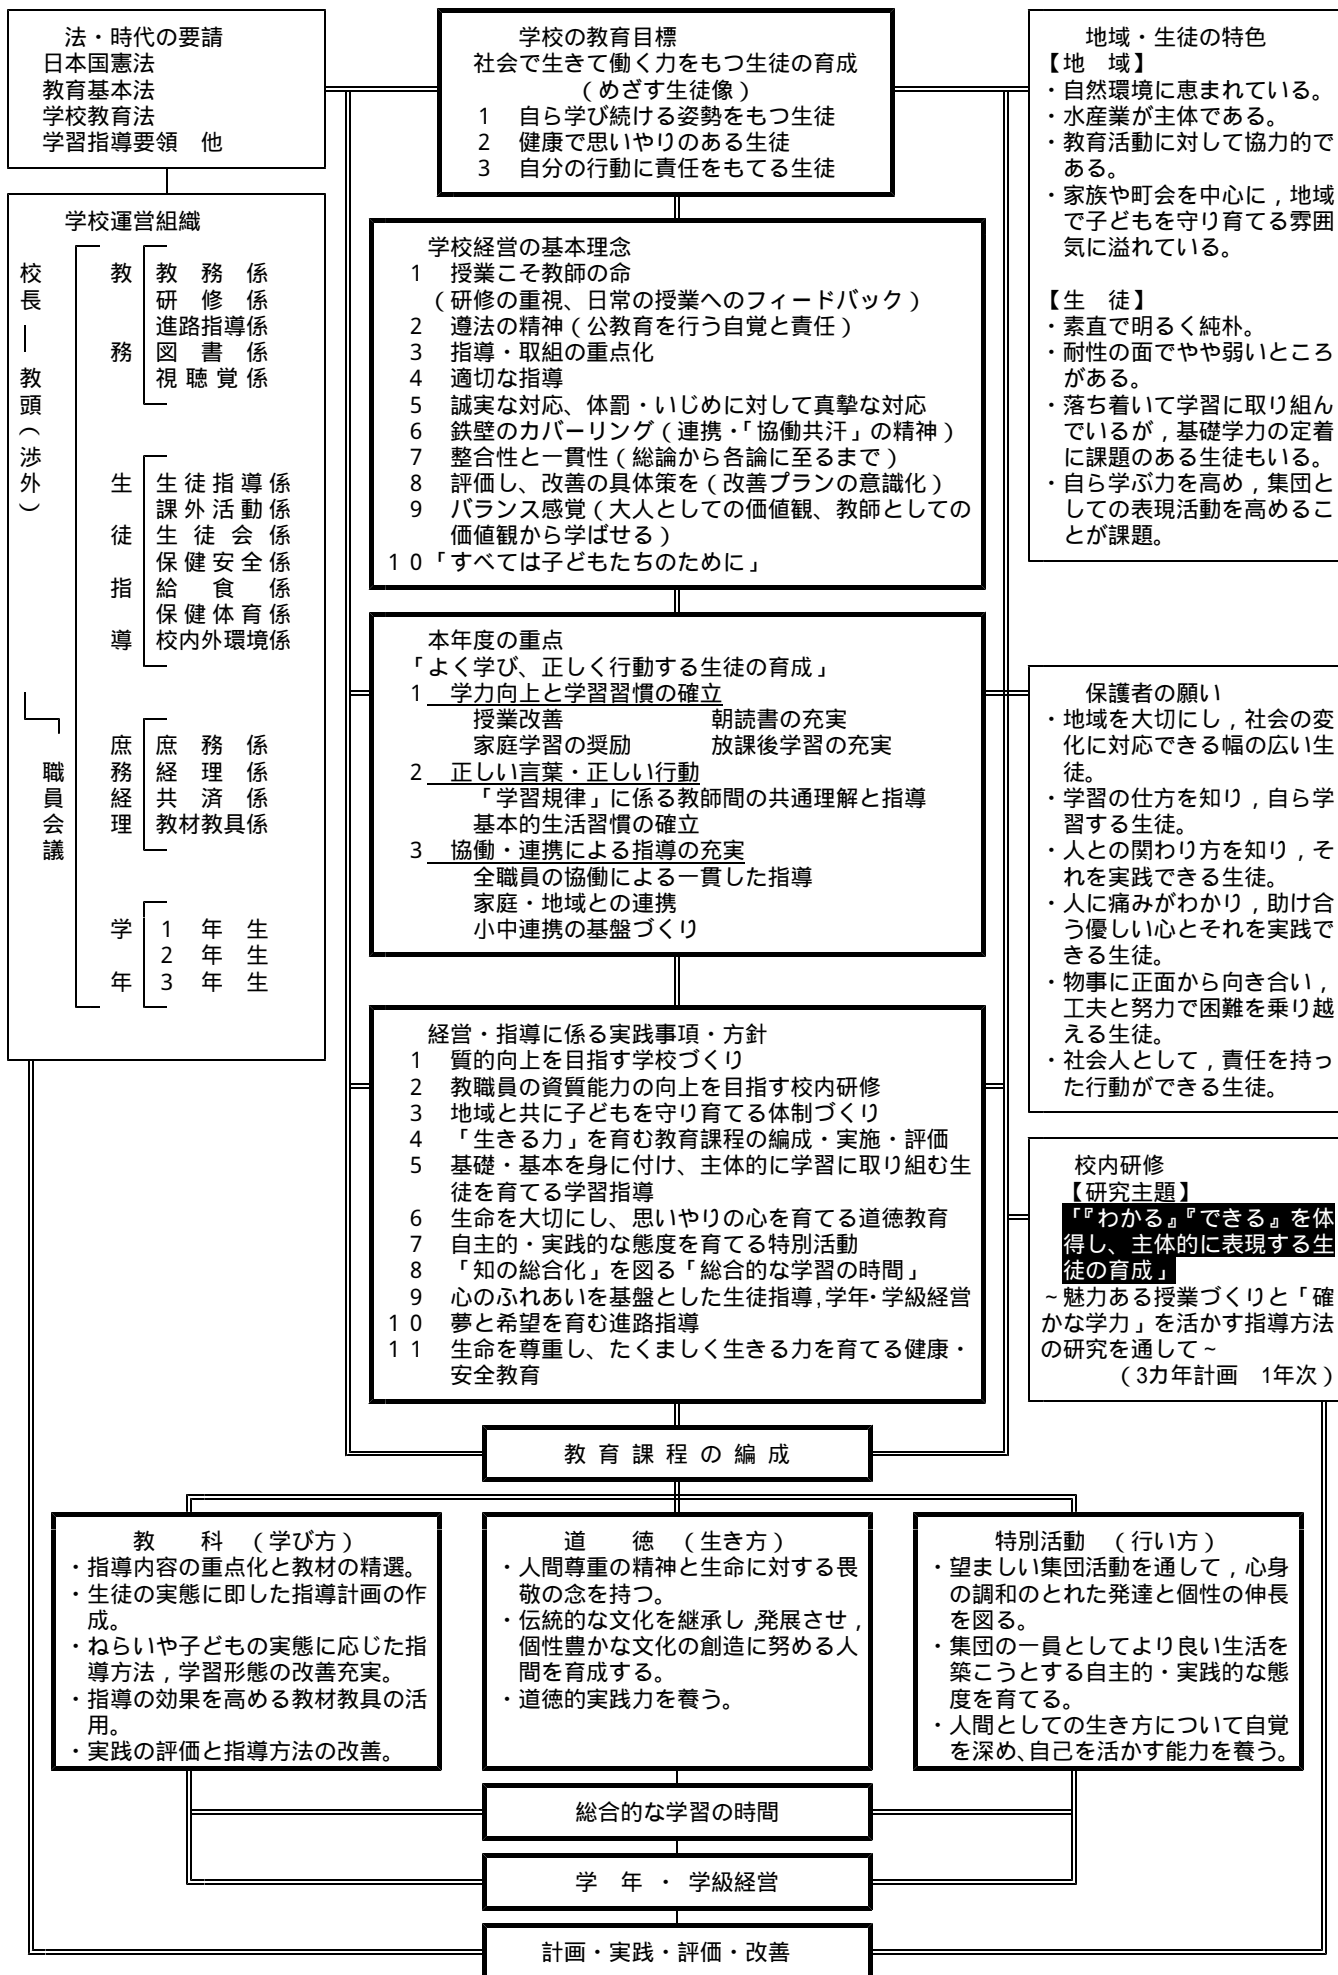 法・時代の要請
日本国憲法
教育基本法
学校教育法
学習指導要領　他
学校の教育目標
社会で生きて働く力をもつ生徒の育成
（めざす生徒像）
1　自ら学び続ける姿勢をもつ生徒
2　健康で思いやりのある生徒
3　自分の行動に責任をもてる生徒
地域・生徒の特色
【地　域】
・自然環境に恵まれている。
・水産業が主体である。
・教育活動に対して協力的で
ある。
・家族や町会を中心に，地域
で子どもを守り育てる雰囲
気に溢れている。
【生　徒】
・素直で明るく純朴。
・耐性の面でやや弱いところ
がある。
・落ち着いて学習に取り組ん
でいるが，基礎学力の定着
に課題のある生徒もいる。
・自ら学ぶ力を高め，集団と
しての表現活動を高めるこ
とが課題。
学校運営組織
校長―教頭（渉外）
職員会議
教務
教　務　係
研　修　係
進路指導係
図　書　係
視聴覚係
生徒指導
生徒指導係
課外活動係
生徒会係
保健安全係
給　食　係
保健体育係
校内外環境係
庶務経理
庶　務　係
経　理　係
共　済　係
教材教具係
学年
1　年　生
2　年　生
3　年　生
学校経営の基本理念
1　授業こそ教師の命
（研修の重視、日常の授業へのフィードバック）
2　遵法の精神（公教育を行う自覚と責任）
3　指導・取組の重点化
4　適切な指導
5　誠実な対応、体罰・いじめに対して真摯な対応
6　鉄壁のカバーリング（連携・「協働共汗」の精神）
7　整合性と一貫性（総論から各論に至るまで）
8　評価し、改善の具体策を（改善プランの意識化）
9　バランス感覚（大人としての価値観、教師としての
価値観から学ばせる）
10「すべては子どもたちのために」
本年度の重点
「よく学び、正しく行動する生徒の育成」
1　学力向上と学習習慣の確立
授業改善　　　朝読書の充実
家庭学習の奨励　　　放課後学習の充実
2　正しい言葉・正しい行動
「学習規律」に係る教師間の共通理解と指導
基本的生活習慣の確立
3　協働・連携による指導の充実
全職員の協働による一貫した指導
家庭・地域との連携
小中連携の基盤づくり
保護者の願い
・地域を大切にし，社会の変
化に対応できる幅の広い生
徒。
・学習の仕方を知り，自ら学
習する生徒。
・人との関わり方を知り，そ
れを実践できる生徒。
・人に痛みがわかり，助け合
う優しい心とそれを実践で
きる生徒。
・物事に正面から向き合い，
工夫と努力で困難を乗り越
える生徒。
・社会人として，責任を持っ
た行動ができる生徒。
経営・指導に係る実践事項・方針
1　質的向上を目指す学校づくり
2　教職員の資質能力の向上を目指す校内研修
3　地域と共に子どもを守り育てる体制づくり
4　「生きる力」を育む教育課程の編成・実施・評価
5　基礎・基本を身に付け、主体的に学習に取り組む生
徒を育てる学習指導
6　生命を大切にし、思いやりの心を育てる道徳教育
7　自主的・実践的な態度を育てる特別活動
8　「知の総合化」を図る「総合的な学習の時間」
9　心のふれあいを基盤とした生徒指導,学年・学級経営
10　夢と希望を育む進路指導
11　生命を尊重し、たくましく生きる力を育てる健康・
安全教育
校内研修
【研究主題】
「『わかる』『できる』を体
得し、主体的に表現する生
徒の育成」
~魅力ある授業づくりと「確
かな学力」を活かす指導方法
の研究を通して~
（3カ年計画　1年次）
教育課程の編成
教　科　（学び方）
・指導内容の重点化と教材の精選。
・生徒の実態に即した指導計画の作
成。
・ねらいや子どもの実態に応じた指
導方法，学習形態の改善充実。
・指導の効果を高める教材教具の活
用。
・実践の評価と指導方法の改善。
道　徳　（生き方）
・人間尊重の精神と生命に対する畏
敬の念を持つ。
・伝統的な文化を継承し,発展させ，
個性豊かな文化の創造に努める人
間を育成する。
・道徳的実践力を養う。
特別活動　（行い方）
・望ましい集団活動を通して，心身
の調和のとれた発達と個性の伸長
を図る。
・集団の一員としてより良い生活を
築こうとする自主的・実践的な態
度を育てる。
・人間としての生き方について自覚
を深め、自己を活かす能力を養う。
総合的な学習の時間
学　年　・　学級経営
計画・実践・評価・改善